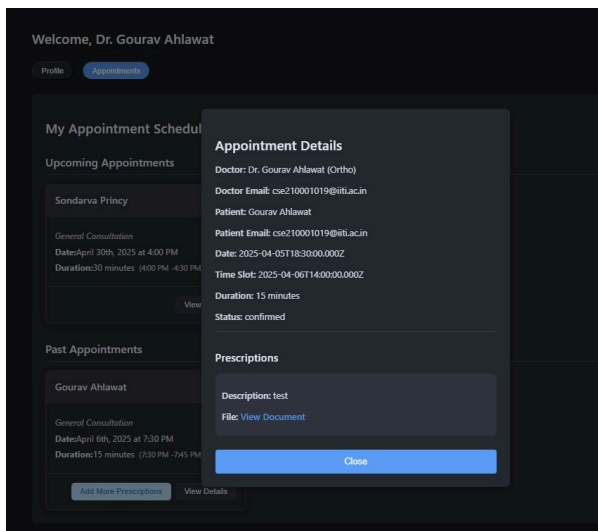 Welcome, Dr. Gourav Ahlawat
Profile
Appointments
My Appointment Schedul
Upcoming Appointments
Sondarva Princy
General Consultation
Date:April 30th, 2025 at 4:00 PM
Duration:30 minutes (4:00 PM -4:30 PM
View
Past Appointments
Gourav Ahlawat
General Consultation
Date:April 6th, 2025 at 7:30 PM
Duration:15 minutes (7:30 PM -7:45 PM
Add More Prescriptions View Details
Appointment Details
Doctor: Dr. Gourav Ahlawat (Ortho)
Doctor Email: cse210001019@iiti.ac.in
Patient: Gourav Ahlawat
Patient Email: cse210001019@iiti.ac.in
Date: 2025-04-05T18:30:00.000Z
Time Slot: 2025-04-06T14:00:00.000Z
Duration: 15 minutes
Status: confirmed
Prescriptions
Description: test
File: View Document
Close